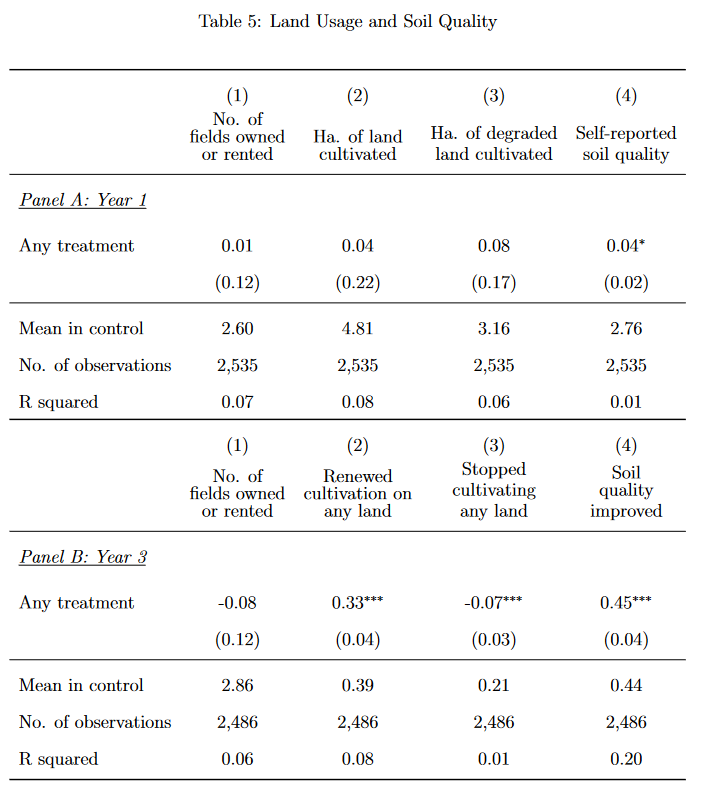 Table 5: Land Usage and Soil Quality
(1) (2) (3) (4)
No. of fields owned or rented Ha. of land cultivated Ha. of degraded land cultivated Self-reported soil quality
Panel A: Year 1
Any treatment 0.01 0.04 0.08 0.04*
(0.12) (0.22) (0.17) (0.02)
Mean in control 2.60 4.81 3.16 2.76
No. of observations 2,535 2,535 2,535 2,535
R squared 0.07 0.08 0.06 0.01
(1) (2) (3) (4)
No. of fields owned or rented Renewed cultivation on any land Stopped cultivating any land Soil quality improved
Panel B: Year 3
Any treatment -0.08 0.33*** -0.07*** 0.45***
(0.12) (0.04) (0.03) (0.04)
Mean in control 2.86 0.39 0.21 0.44
No. of observations 2,486 2,486 2,486 2,486
R squared 0.06 0.08 0.01 0.20